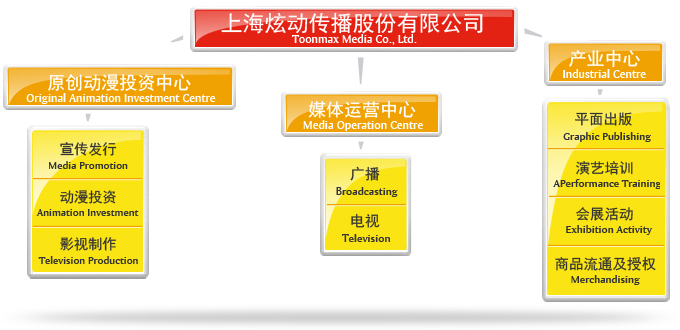 上海炫动传播股份有限公司
Toonmax Media Co., Ltd.
原创动漫投资中心
Original Animation Investment Centre
宣传发行
Media Promotion
动漫投资
Animation Investment
影视制作
Television Production
媒体运营中心
Media Operation Centre
广播
Broadcasting
电视
Television
产业中心
Industrial Centre
平面出版
Graphic Publishing
演艺培训
APerformance Training
会展活动
Exhibition Activity
商品流通及授权
Merchandising